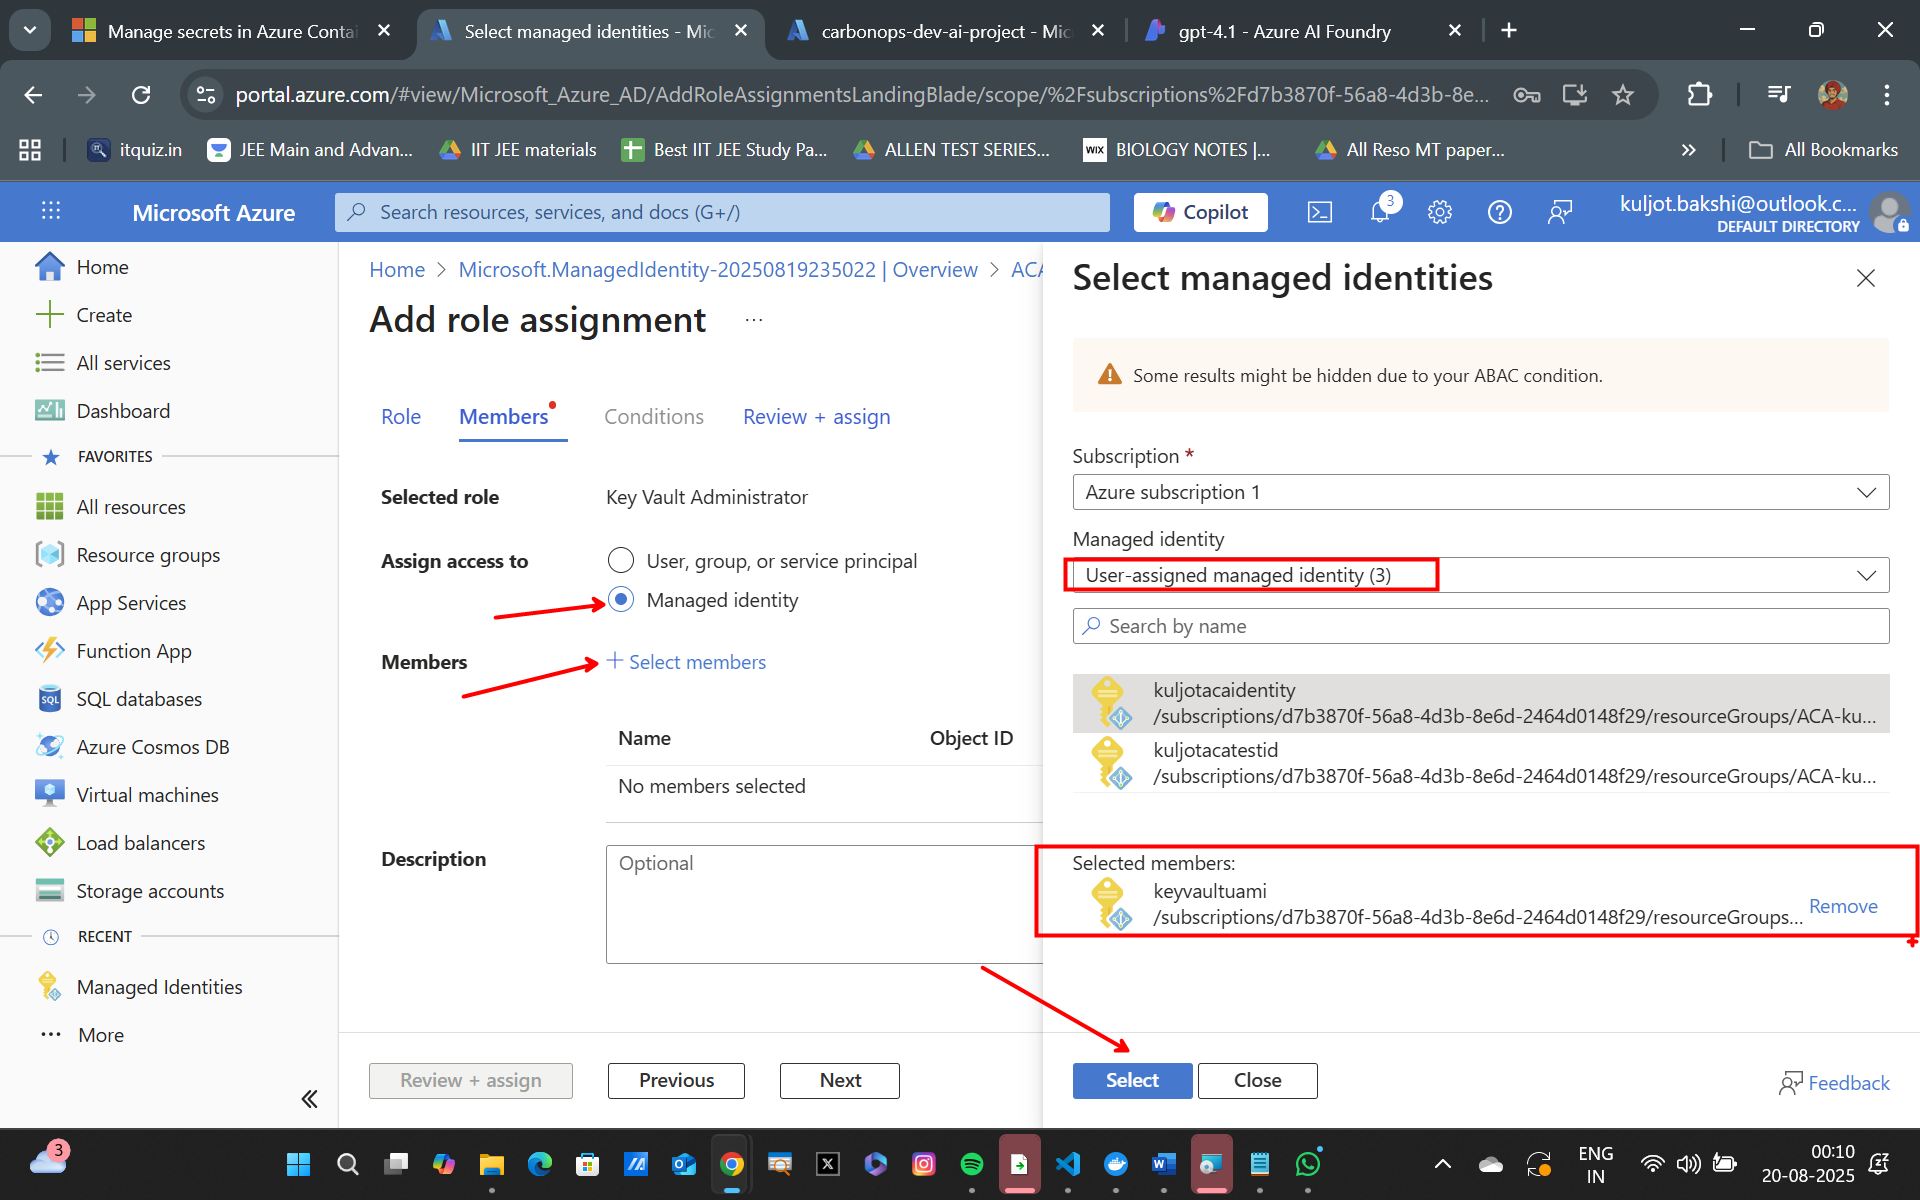 Manage secrets in Azure Contai
Select managed identities - Mic
carbonops-dev-ai-project - Mic
gpt-4.1 - Azure AI Foundry
portal.azure.com/#view/Microsoft_Azure_AD/AddRoleAssignmentsLandingBlade/scope/%2Fsubscriptions%2Fd7b3870f-56a8-4d3b-8e...
itquiz.in
JEE Main and Advan...
IIT JEE materials
Best IIT JEE Study Pa...
ALLEN TEST SERIES...
WIX
BIOLOGY NOTES |...
All Reso MT paper...
All Bookmarks
Microsoft Azure
Search resources, services, and docs (G+/)
Copilot
3
kuljot.bakshi@outlook.c...
DEFAULT DIRECTORY
Home
Create
All services
Dashboard
FAVORITES
All resources
Resource groups
App Services
Function App
SQL
SQL databases
Azure Cosmos DB
Virtual machines
Load balancers
Storage accounts
RECENT
Managed Identities
More
Home > Microsoft.ManagedIdentity-20250819235022 | Overview > ACA
Add role assignment ...
Role
Members
Conditions
Review + assign
Selected role
Key Vault Administrator
Assign access to
User, group, or service principal
Managed identity
Members
+ Select members
Name
Object ID
No members selected
Description
Optional
Review + assign
Previous
Next
Select managed identities
Some results might be hidden due to your ABAC condition.
Subscription *
Azure subscription 1
Managed identity
User-assigned managed identity (3)
Search by name
kuljotacaidentity
/subscriptions/d7b3870f-56a8-4d3b-8e6d-2464d0148f29/resourceGroups/ACA-ku...
kuljotacatestid
/subscriptions/d7b3870f-56a8-4d3b-8e6d-2464d0148f29/resourceGroups/ACA-ku...
Selected members:
keyvaultuami
/subscriptions/d7b3870f-56a8-4d3b-8e6d-2464d0148f29/resourceGroups...
Remove
Select
Close
Feedback
3
ENG
IN
00:10
20-08-2025